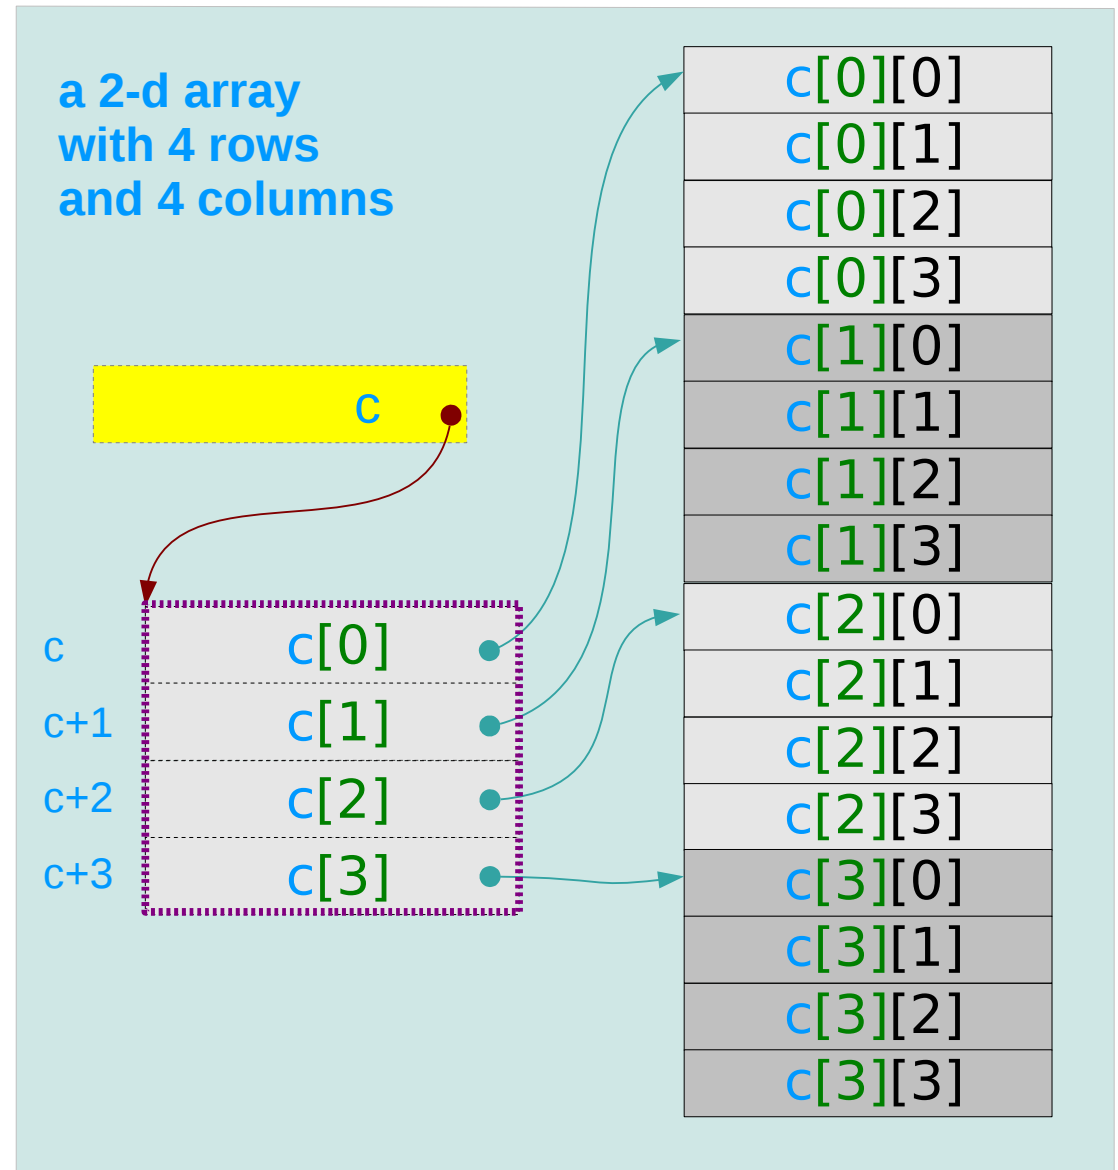 a 2-d array
with 4 rows
and 4 columns
c
c
c+1
c+2
c+3
c[0]
c[1]
c[2]
c[3]
c[0][0]
c[0][1]
c[0][2]
c[0][3]
c[1][0]
c[1][1]
c[1][2]
c[1][3]
c[2][0]
c[2][1]
c[2][2]
c[2][3]
c[3][0]
c[3][1]
c[3][2]
c[3][3]